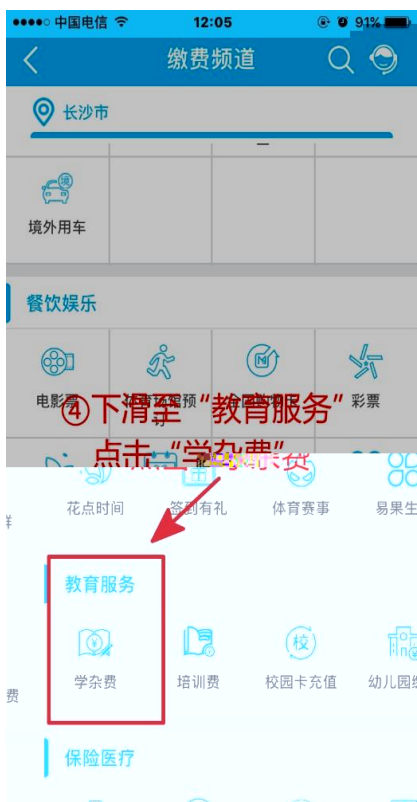 中国电信 12:05 91%
缴费频道
长沙市
境外用车
餐饮娱乐
电影票 彩票
④下滑至“教育服务”
点击“学杂费”
花点时间 签到有礼 体育赛事 易果生
教育服务
学杂费 培训费 校园卡充值 幼儿园缴
费
保险医疗